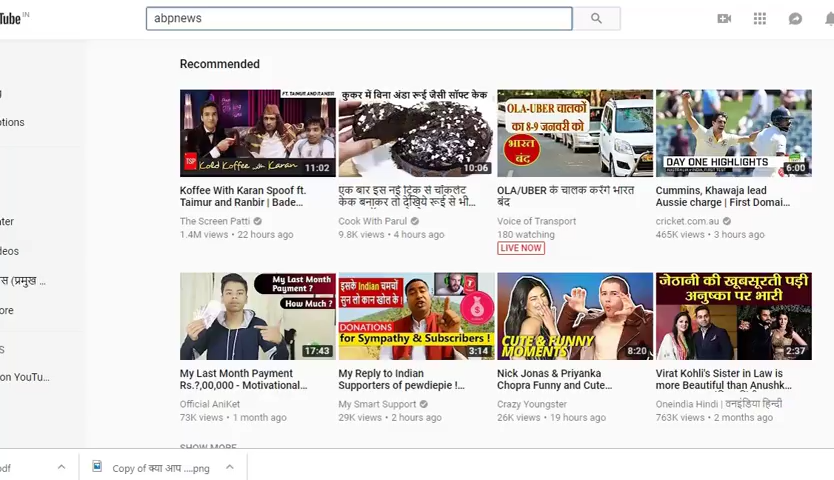 Tube IN
abpnews
Recommended
FT. TAIMUR AND RANBIR
TSP
Kold Koffee with Karan
11:02
कुकर में बिना अंडा रूई जैसी सॉफ्ट केक
10:06
OLA-UBER चालकों
का 8-9 जनवरी को
भारत
बंद
DAY ONE HIGHLIGHTS
6:00
Koffee With Karan Spoof ft.
Taimur and Ranbir | Bade...
The Screen Patti
1.4M views • 22 hours ago
एक बार इस नई ट्रिक से चॉकलेट
केक बनाकर तो देखिये रूई से भी...
Cook With Parul
9.8K views • 4 hours ago
OLA/UBER के चालक करेंगे भारत
बंद
Voice of Transport
180 watching
LIVE NOW
Cummins, Khawaja lead
Aussie charge | First Domai...
cricket.com.au
465K views • 3 hours ago
My Last Month
Payment ?
How Much ?
17:43
इसके Indian चमचों
सुन लो कान खोल के !
DONATIONS
for Sympathy & Subscribers !
3:14
CUTE & FUNNY
MOMENTS
8:20
जेठानी की खूबसूरती पड़ी
अनुष्का पर भारी
2:37
My Last Month Payment
Rs.?,00,000 - Motivational...
Official AniKet
73K views • 1 month ago
My Reply to Indian
Supporters of pewdiepie !...
My Smart Support
29K views • 2 hours ago
Nick Jonas & Priyanka
Chopra Funny and Cute...
Crazy Youngster
26K views • 19 hours ago
Virat Kohli's Sister in Law is
more Beautiful than Anushk...
Oneindia Hindi | वनइंडिया हिन्दी
763K views • 2 months ago
SHOW MORE
ptions
ter
deos
स (प्रमुख ...
ore
S
on YouTu...
pdf
Copy of क्या आप ....png